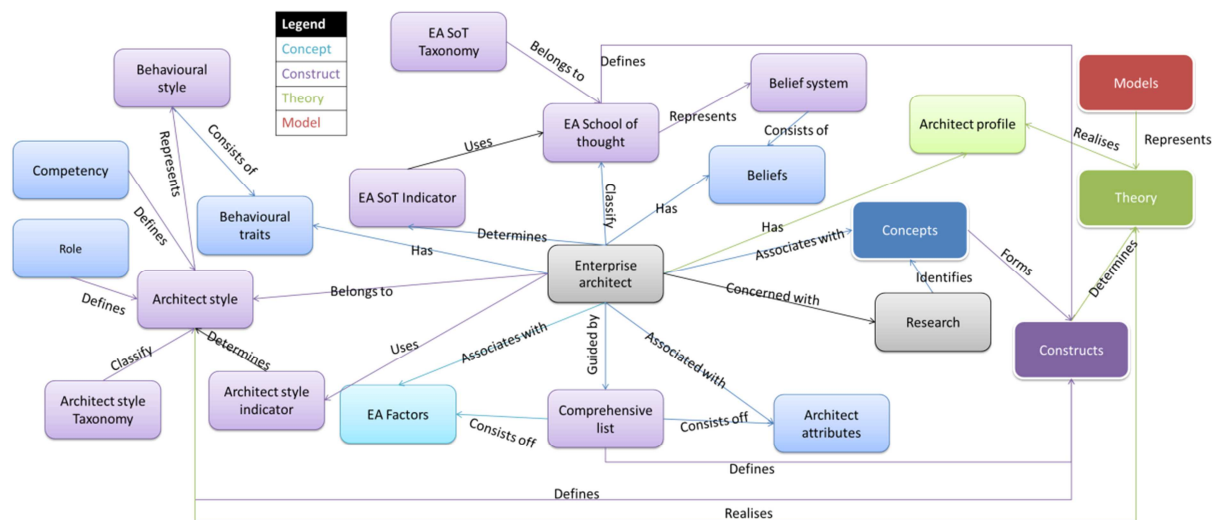 Legend
Concept
Construct
Theory
Model
EA SoT
Taxonomy
Belongs to
Defines
Behavioural
style
Belief system
Models
Represents
EA School of
thought
Represents
Consists of
Architect profile
Realises
Represents
Competency
Consists of
Uses
Beliefs
Theory
Defines
EA SoT Indicator
Classify
Has
Behavioural
traits
Has
Concepts
Role
Determines
Associates with
Forms
Determines
Has
Enterprise
architect
Identifies
Defines
Architect style
Belongs to
Concerned with
Research
Constructs
Classify
Determines
Uses
Associates with
Guided by
Associated with
Architect style
Taxonomy
Architect style
indicator
EA Factors
Consists off
Comprehensive
list
Consists off
Architect
attributes
Defines
Defines
Realises